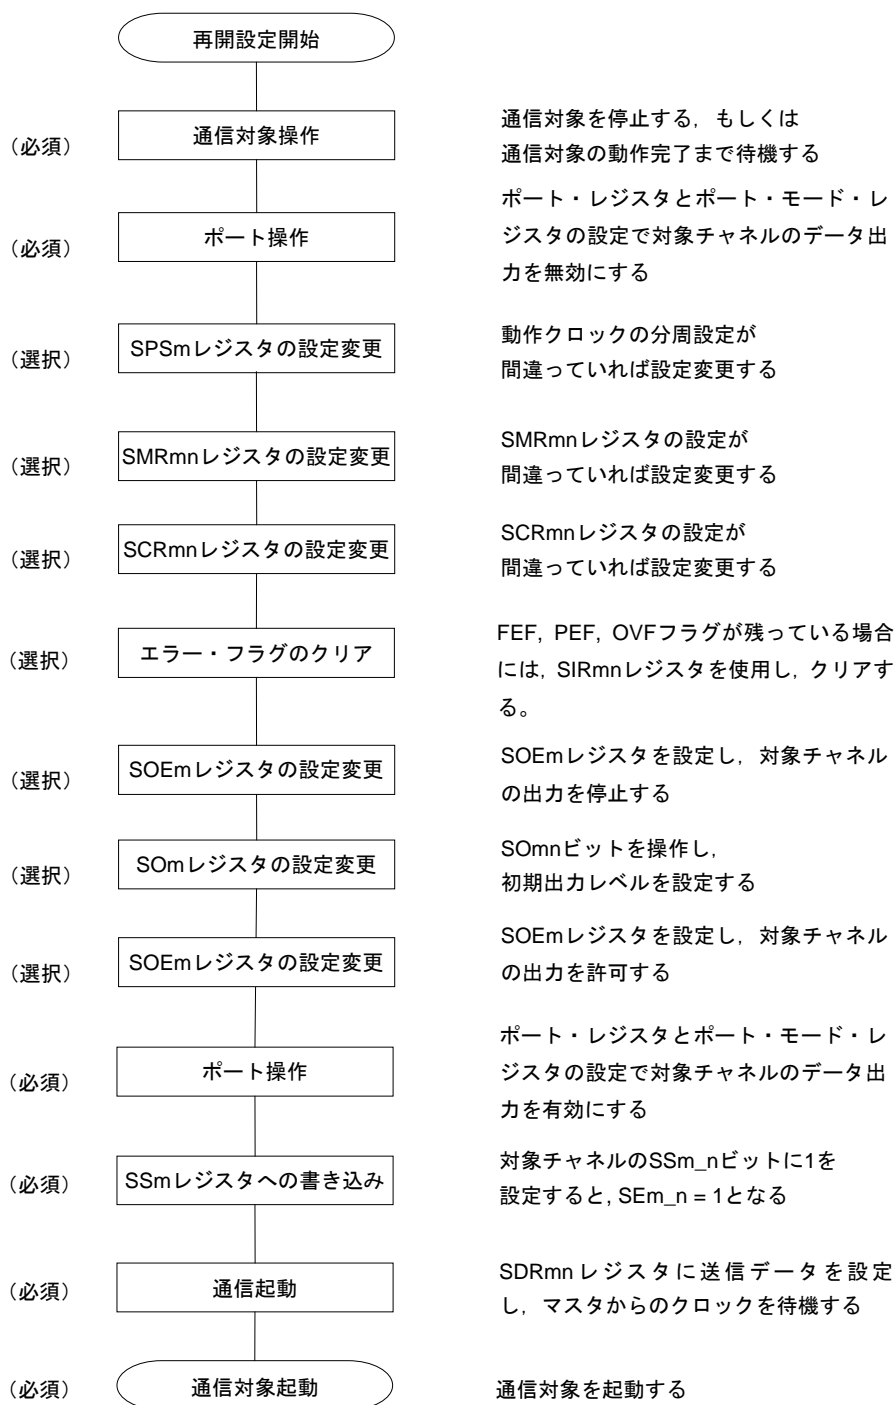 再開設定開始
（必須）
通信対象操作
通信対象を停止する，もしくは
通信対象の動作完了まで待機する
（必須）
ポート操作
ポート・レジスタとポート・モード・レ
ジスタの設定で対象チャネルのデータ出
力を無効にする
（選択）
SPSmレジスタの設定変更
動作クロックの分周設定が
間違っていれば設定変更する
（選択）
SMRmnレジスタの設定変更
SMRmnレジスタの設定が
間違っていれば設定変更する
（選択）
SCRmnレジスタの設定変更
SCRmnレジスタの設定が
間違っていれば設定変更する
（選択）
エラー・フラグのクリア
FEF, PEF, OVFフラグが残っている場合
には, SIRmnレジスタを使用し, クリアす
る。
（選択）
SOEmレジスタの設定変更
SOEmレジスタを設定し，対象チャネル
の出力を停止する
（選択）
SOmレジスタの設定変更
SOmnビットを操作し，
初期出力レベルを設定する
（選択）
SOEmレジスタの設定変更
SOEmレジスタを設定し，対象チャネル
の出力を許可する
（必須）
ポート操作
ポート・レジスタとポート・モード・レ
ジスタの設定で対象チャネルのデータ出
力を有効にする
（必須）
SSmレジスタへの書き込み
対象チャネルのSSm_nビットに1を
設定すると, SEm_n = 1となる
（必須）
通信起動
SDRmnレジスタに送信データを設定
し，マスタからのクロックを待機する
（必須）
通信対象起動
通信対象を起動する